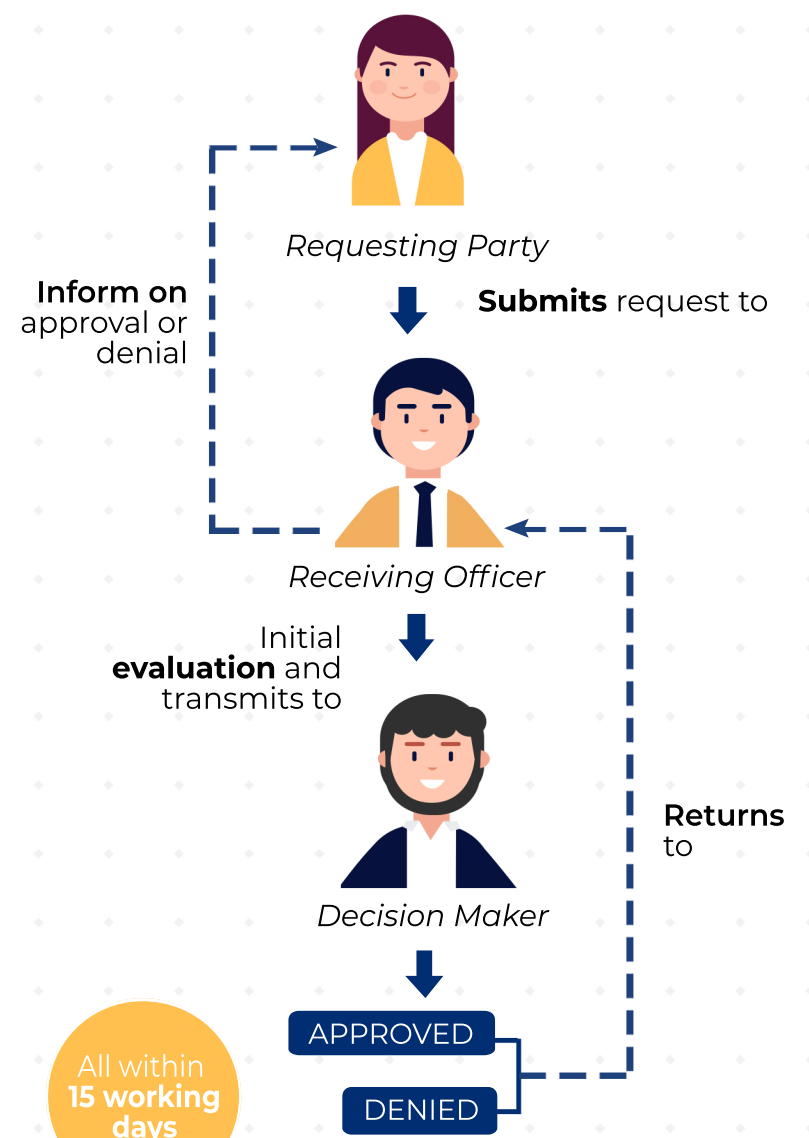 Requesting Party
Inform on
approval or
denial
Submits request to
Receiving Officer
Initial
evaluation and
transmits to
Returns
to
Decision Maker
APPROVED
DENIED
All within
15 working
days